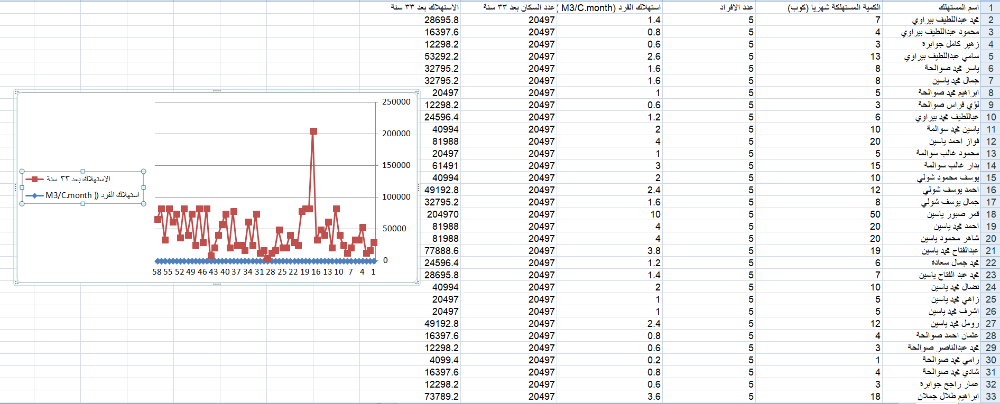 1 اسم المستهلك الكمية المستهلكة شهريا (كوب) عدد الافراد استهلاك الفرد (M3/C.month ) عدد السكان بعد ٣٣ سنة الاستهلاك بعد ٣٣ سنة
2 محمد عبداللطيف بيراوي 7 5 1.4 20497 28695.8
3 محمود عبداللطيف بيراوي 4 5 0.8 20497 16397.6
4 زهير كامل جوابرة 3 5 0.6 20497 12298.2
5 سامي عبداللطيف بيراوي 13 5 2.6 20497 53292.2
6 ياسر محمد صوالحة 8 5 1.6 20497 32795.2
7 جمال محمد ياسين 8 5 1.6 20497 32795.2
8 ابراهيم محمد صوالحة 5 5 1 20497 20497
9 لؤي فراس صوالحة 3 5 0.6 20497 12298.2
10 عباللطيف محمد بيراوي 6 5 1.2 20497 24596.4
11 ياسين محمد سوالمة 10 5 2 20497 40994
12 فواز احمد ياسين 20 5 4 20497 81988
13 محمود غالب سوالمة 5 5 1 20497 20497
14 بدار غالب سوالمة 15 5 3 20497 61491
15 يوسف محمود شولي 10 5 2 20497 40994
16 احمد يوسف شولي 12 5 2.4 20497 49192.8
17 جمال يوسف شولي 8 5 1.6 20497 32795.2
18 قمر صبور ياسين 50 5 10 20497 204970
19 احمد محمد ياسين 20 5 4 20497 81988
20 شاهر محمود ياسين 20 5 4 20497 81988
21 عبدالفتاح محمد ياسين 19 5 3.8 20497 77888.6
22 محمد جمال سعادة 6 5 1.2 20497 24596.4
23 محمد عبد الفتاح ياسين 7 5 1.4 20497 28695.8
24 نضال محمد ياسين 10 5 2 20497 40994
25 زاهي محمد ياسين 5 5 1 20497 20497
26 اشرف محمد ياسين 5 5 1 20497 20497
27 رومل محمد ياسين 12 5 2.4 20497 49192.8
28 عثمان احمد صوالحة 4 5 0.8 20497 16397.6
29 محمد عبدالناصر صوالحة 3 5 0.6 20497 12298.2
30 رامي محمد صوالحة 1 5 0.2 20497 4099.4
31 شادي محمد صوالحة 4 5 0.8 20497 16397.6
32 عمار راجح جوابرة 3 5 0.6 20497 12298.2
33 ابراهيم طلال جملان 18 5 3.6 20497 73789.2
250000
200000
150000
100000
50000
0
58 55 52 49 46 43 40 37 34 31 28 25 22 19 16 13 10 7 4 1
الاستهلاك بعد ٣٣ سنة
استهلاك الفرد (( M3/C.month